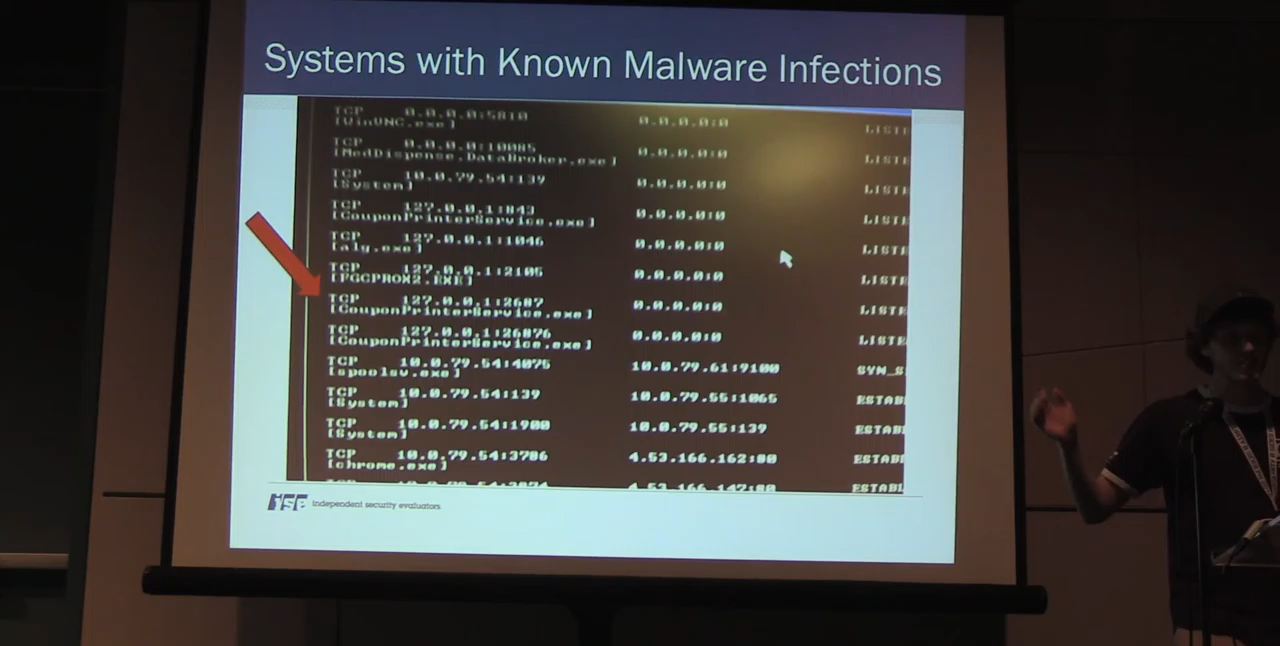 Systems with Known Malware Infections
TCP 0.0.0.0:5810 0.0.0.0:0 LISTE
[WinVNC.exe]
TCP 0.0.0.0:10085 0.0.0.0:0 LISTE
[MedDispense.DataBroker.exe]
TCP 10.0.79.54:139 0.0.0.0:0 LISTE
[System]
TCP 127.0.0.1:843 0.0.0.0:0 LISTE
[CouponPrinterService.exe]
TCP 127.0.0.1:1046 0.0.0.0:0 LISTE
[alg.exe]
TCP 127.0.0.1:2105 0.0.0.0:0 LISTE
[PGCPROX2.EXE]
TCP 127.0.0.1:2687 0.0.0.0:0 LISTE
[CouponPrinterService.exe]
TCP 127.0.0.1:26876 0.0.0.0:0 LISTE
[CouponPrinterService.exe]
TCP 10.0.79.54:4075 10.0.79.61:9100 SYN_S
[spoolsv.exe]
TCP 10.0.79.54:139 10.0.79.55:1065 ESTAB
[System]
TCP 10.0.79.54:1900 10.0.79.55:139 ESTAB
[System]
TCP 10.0.79.54:3786 4.53.166.162:80 ESTAB
[chrome.exe]
ise independent security evaluators